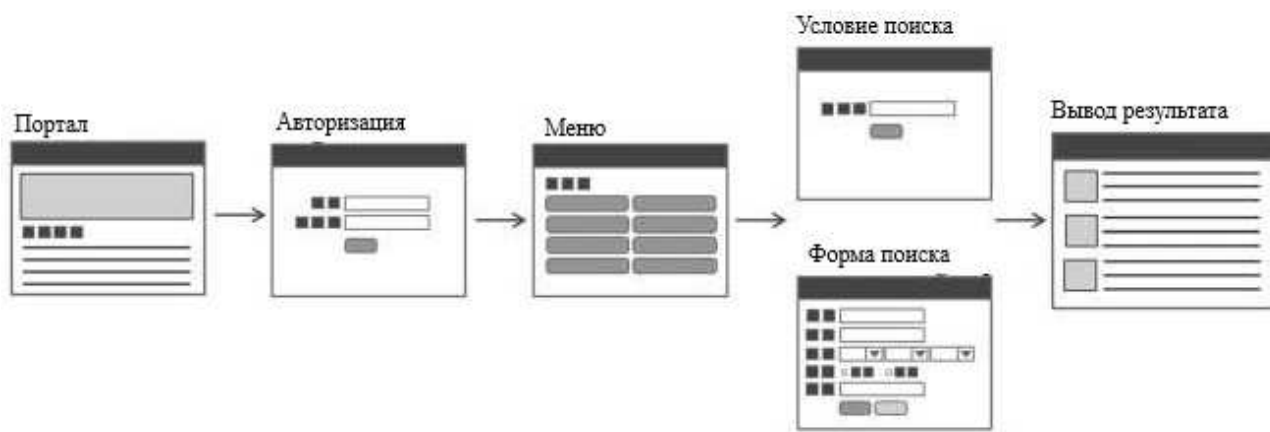 Портал
Авторизация
Меню
Условие поиска
Форма поиска
Вывод результата